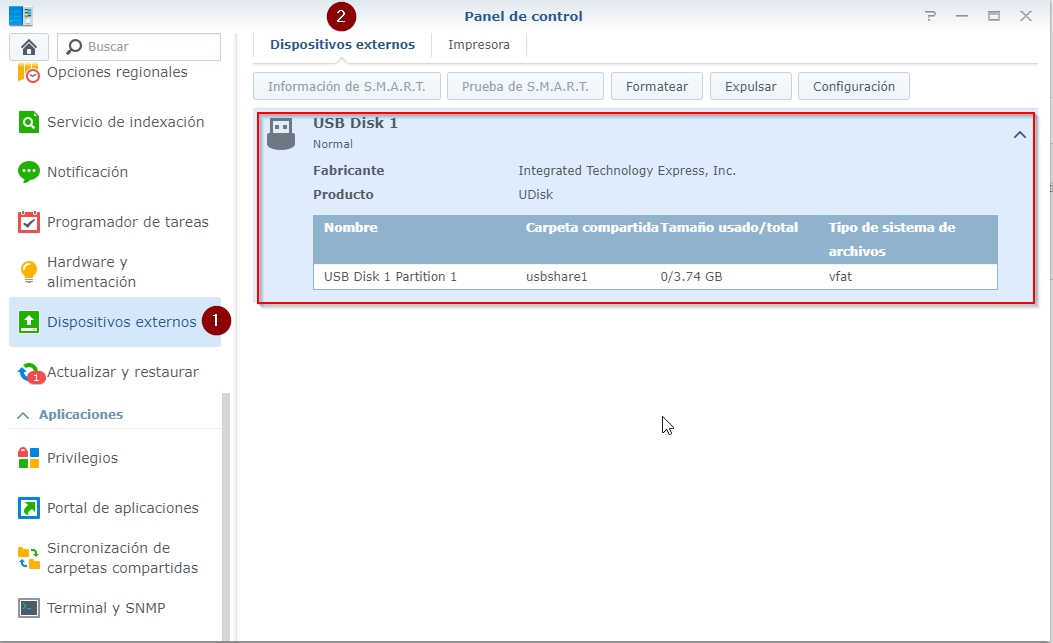 2
Panel de control
Buscar
Dispositivos externos
Impresora
Opciones regionales
Servicio de indexación
Notificación
Programador de tareas
Hardware y
alimentación
Dispositivos externos
1
Actualizar y restaurar
1
Aplicaciones
Privilegios
Portal de aplicaciones
Sincronización de
carpetas compartidas
Terminal y SNMP
Información de S.M.A.R.T.
Prueba de S.M.A.R.T.
Formatear
Expulsar
Configuración
USB Disk 1
Normal
Fabricante Integrated Technology Express, Inc.
Producto UDisk
Nombre Carpeta compartida Tamaño usado/total Tipo de sistema de
archivos
USB Disk 1 Partition 1 usbshare1 0/3.74 GB vfat